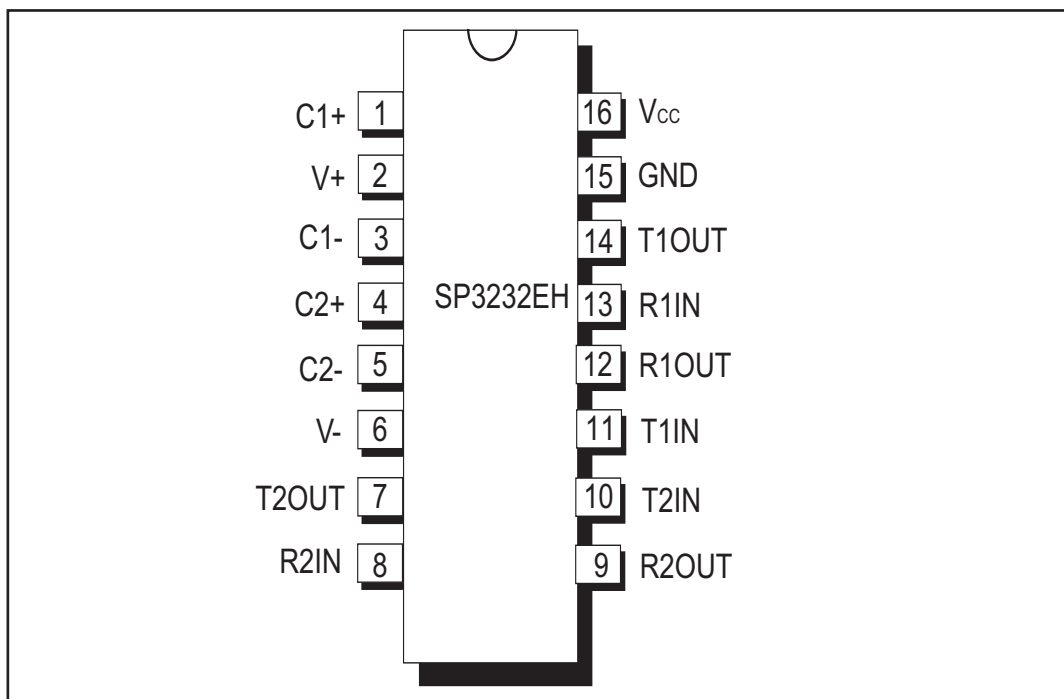 C1+ 1 16 Vcc
V+ 2 15 GND
C1- 3 14 T1OUT
C2+ 4 SP3232EH 13 R1IN
C2- 5 12 R1OUT
V- 6 11 T1IN
T2OUT 7 10 T2IN
R2IN 8 9 R2OUT